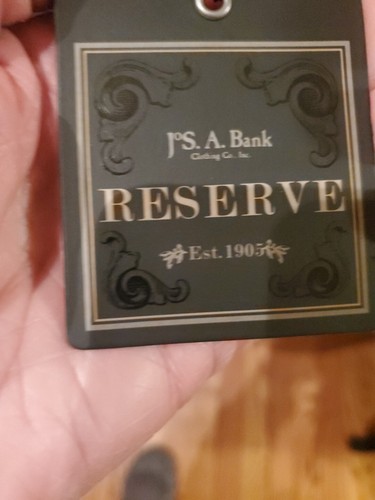 JoS. A. Bank
Clothing Co., Inc.
RESERVE
Est. 1905